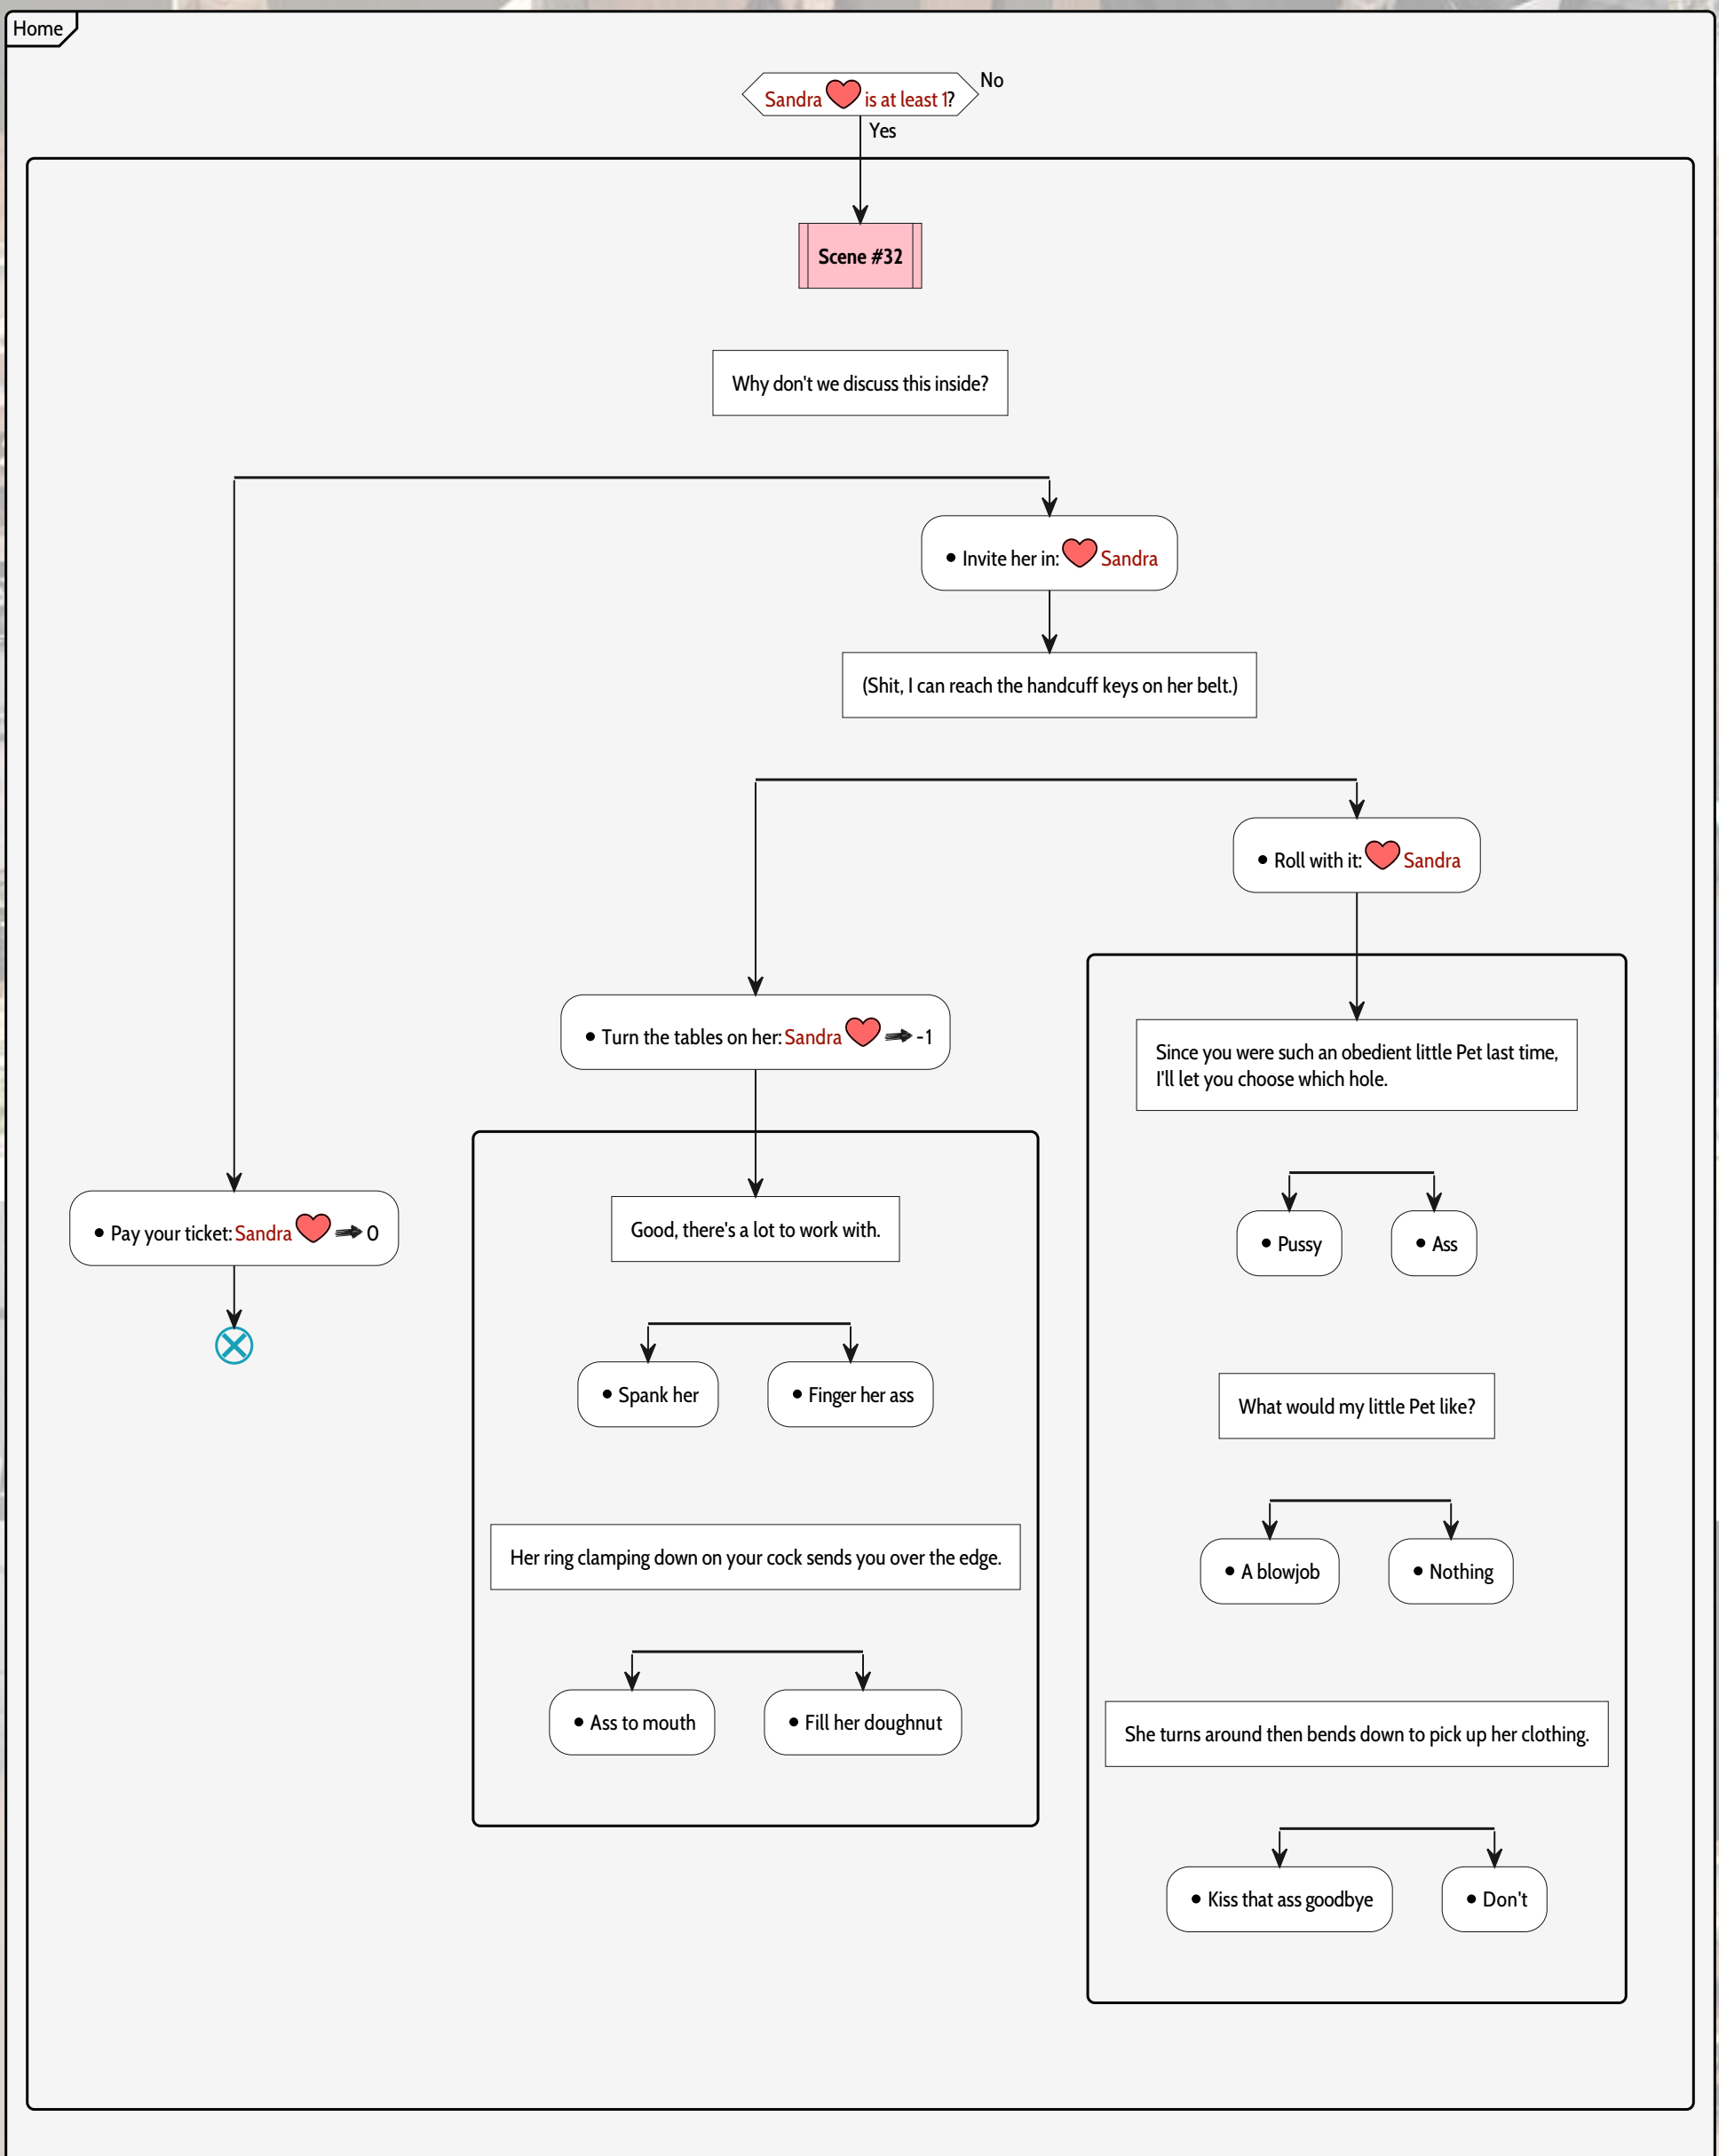 Home
Sandra is at least 1?
No
Yes
Scene #32
Why don't we discuss this inside?
• Invite her in: Sandra
(Shit, I can reach the handcuff keys on her belt.)
• Roll with it: Sandra
• Turn the tables on her: Sandra -1
Since you were such an obedient little Pet last time,
I'll let you choose which hole.
• Pay your ticket: Sandra 0
Good, there's a lot to work with.
• Pussy
• Ass
• Spank her
• Finger her ass
What would my little Pet like?
Her ring clamping down on your cock sends you over the edge.
• A blowjob
• Nothing
• Ass to mouth
• Fill her doughnut
She turns around then bends down to pick up her clothing.
• Kiss that ass goodbye
• Don't